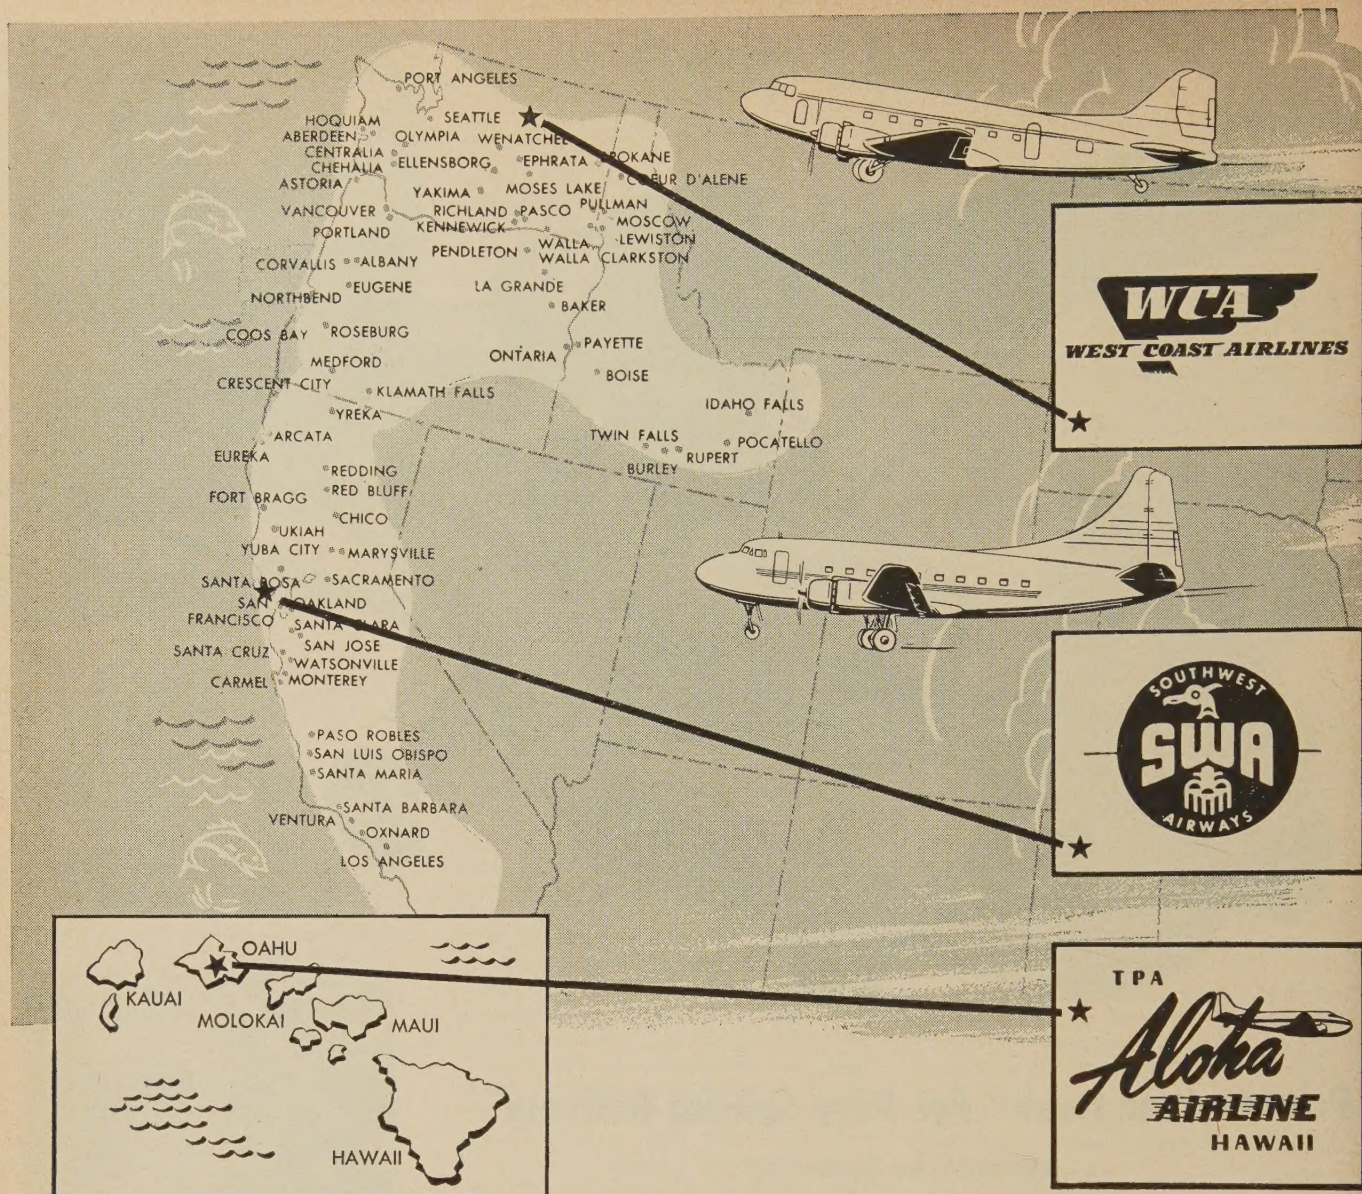 PORT ANGELES
HOQUIAM
SEATTLE
ABERDEEN
OLYMPIA
WENATCHEE
CENTRALIA
CHEHALIA
ELLENSBORG
EPHRATA
SPOKANE
ASTORIA
COEUR D'ALENE
YAKIMA
MOSES LAKE
PULLMAN
VANCOUVER
RICHLAND
PASCO
MOSCOW
PORTLAND
KENNEWICK
LEWISTON
PENDLETON
WALLA
WALLA
CLARKSTON
CORVALLIS
ALBANY
EUGENE
LA GRANDE
NORTHBEND
BAKER
COOS BAY
ROSEBURG
ONTARIA
PAYETTE
MEDFORD
BOISE
CRESCENT CITY
KLAMATH FALLS
IDAHO FALLS
YREKA
ARCATA
TWIN FALLS
POCATELLO
EUREKA
RUPERT
BURLEY
REDDING
FORT BRAGG
RED BLUFF
CHICO
UKIAH
YUBA CITY
MARYSVILLE
SANTA ROSA
SACRAMENTO
SAN
FRANCISCO
OAKLAND
SANTA CLARA
SAN JOSE
SANTA CRUZ
WATSONVILLE
CARMEL
MONTEREY
PASO ROBLES
SAN LUIS OBISPO
SANTA MARIA
SANTA BARBARA
VENTURA
OXNARD
LOS ANGELES
WCA
WEST COAST AIRLINES
SOUTHWEST
SWA
AIRWAYS
OAHU
KAUAI
MOLOKAI
MAUI
HAWAII
TPA
Aloha
AIRLINE
HAWAII